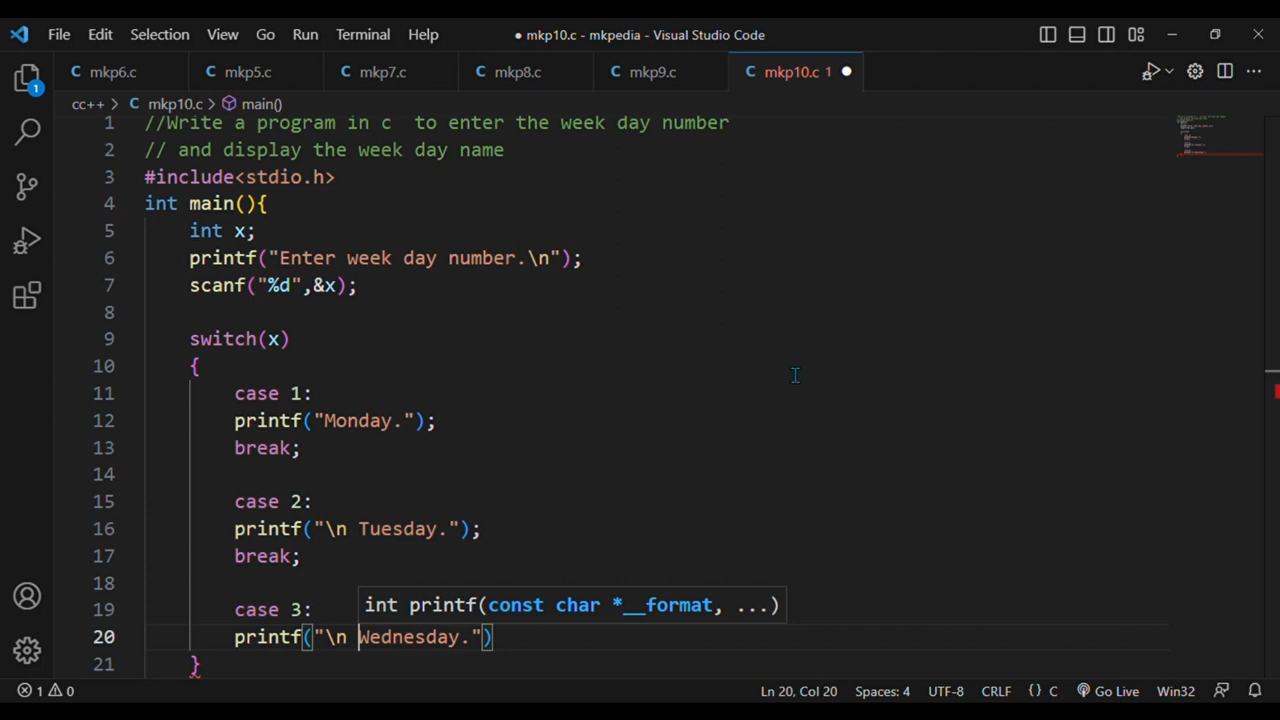 File Edit Selection View Go Run Terminal Help ● mkp10.c - mkpedia - Visual Studio Code
C mkp6.c C mkp5.c C mkp7.c C mkp8.c C mkp9.c C mkp10.c 1 ●
1
cc++ > C mkp10.c > main()
1 //Write a program in c  to enter the week day number
2 // and display the week day name
3 #include<stdio.h>
4 int main(){
5     int x;
6     printf("Enter week day number.\n");
7     scanf("%d",&x);
8
9     switch(x)
10     {
11         case 1:
12         printf("Monday.");
13         break;
14
15         case 2:
16         printf("\n Tuesday.");
17         break;
18
int printf(const char *__format, ...)
19         case 3:
20         printf("\n Wednesday.")
21     }
1 0 Ln 20, Col 20 Spaces: 4 UTF-8 CRLF {} C Go Live Win32